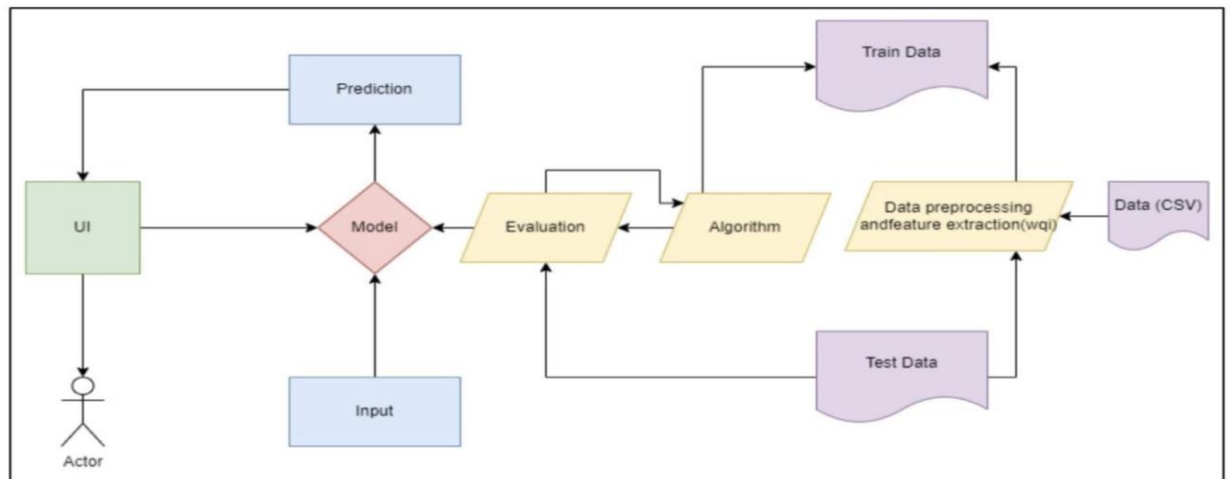 Train Data
Prediction
UI
Model
Evaluation
Algorithm
Data preprocessing
andfeature extraction(wqi)
Data (CSV)
Input
Test Data
Actor